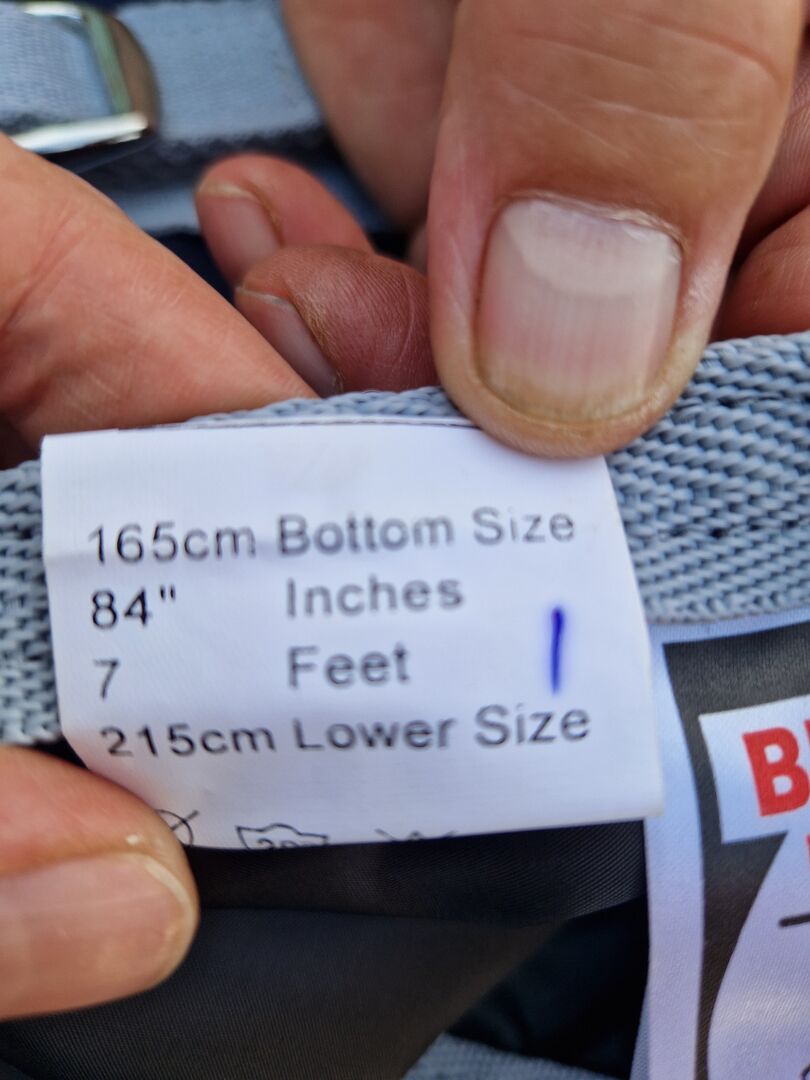 165cm Bottom Size
84" Inches
7 Feet
215cm Lower Size